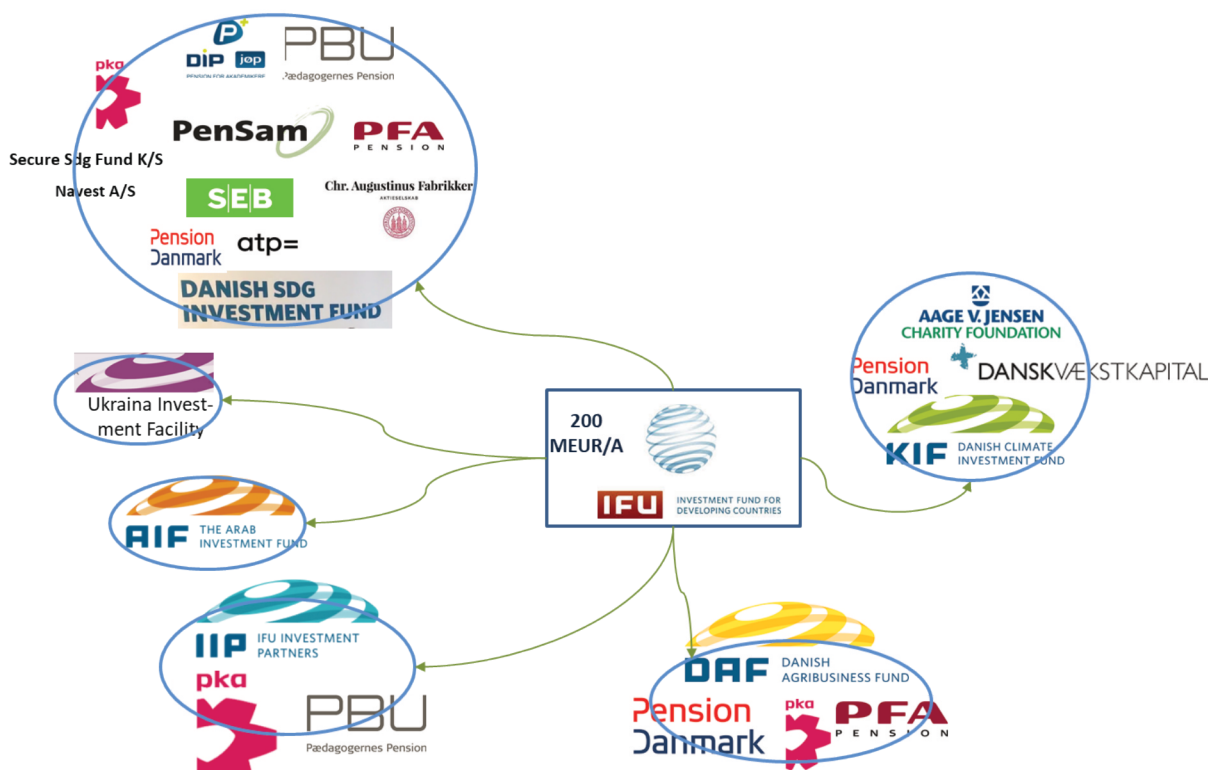 P+
DIP jøp
PENSION FOR AKADEMIKERE
PBU
Pædagogernes Pension
pka
PenSam
PFA
PENSION
Secure Sdg Fund K/S
Navest A/S
S|E|B
Chr. Augustinus Fabrikker
AKTIESELSKAB
Pension
Danmark
atp=
DANISH SDG
INVESTMENT FUND
AAGE V. JENSEN
CHARITY FOUNDATION
Pension
Danmark
DANSKVÆKSTKAPITAL
KIF
DANISH CLIMATE
INVESTMENT FUND
Ukraina Invest-
ment Facility
200
MEUR/A
IFU
INVESTMENT FUND FOR
DEVELOPING COUNTRIES
AIF
THE ARAB
INVESTMENT FUND
IIP
IFU INVESTMENT
PARTNERS
pka
PBU
Pædagogernes Pension
DAF
DANISH
AGRIBUSINESS FUND
Pension
Danmark
pka
PFA
PENSION